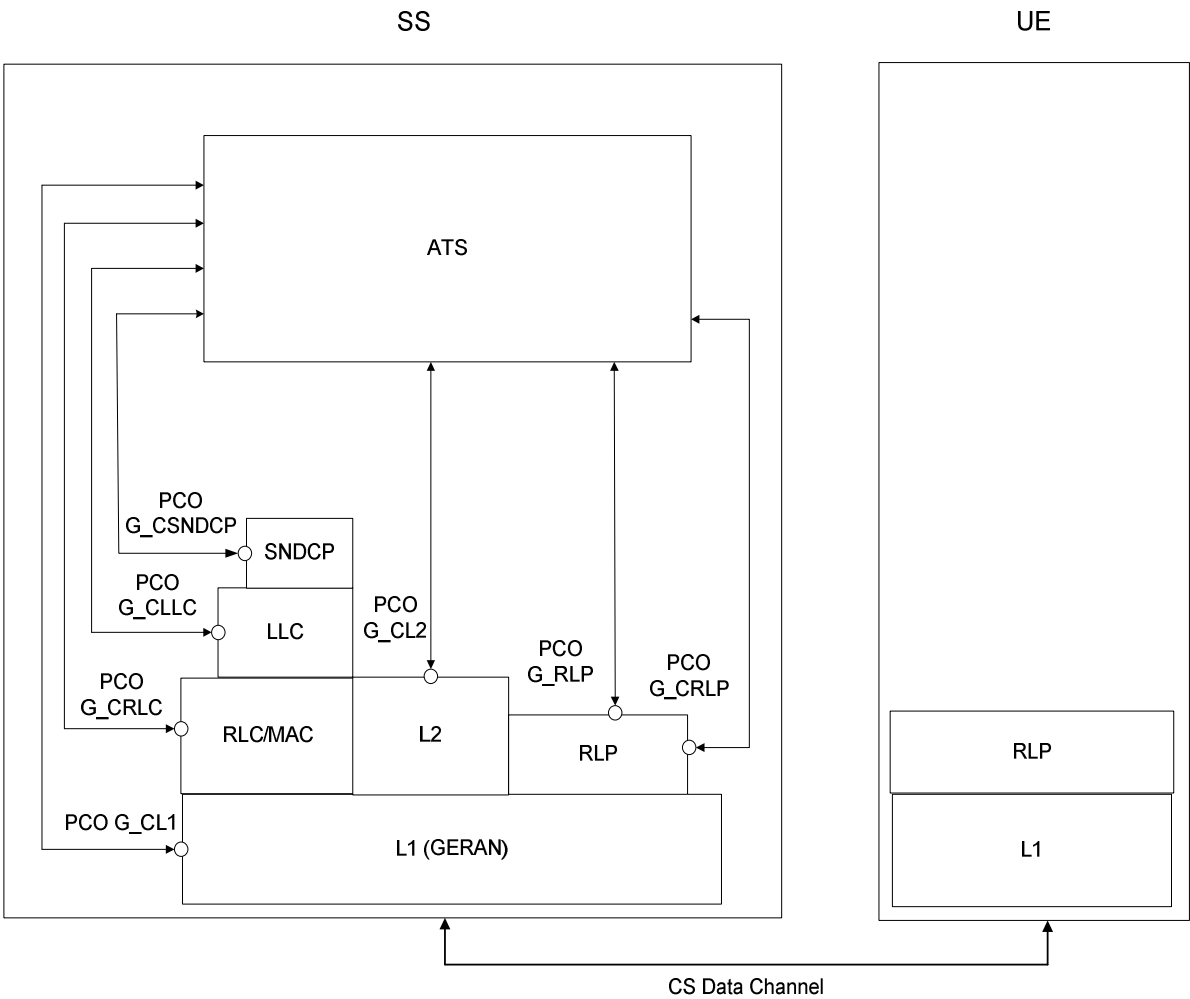 SS
UE
ATS
PCO
G_CSNDCP
SNDCP
PCO
G_CLLC
LLC
PCO
G_CL2
PCO
G_RLP
PCO
G_CRLP
PCO
G_CRLC
RLC/MAC
L2
RLP
RLP
PCO G_CL1
L1 (GERAN)
L1
CS Data Channel